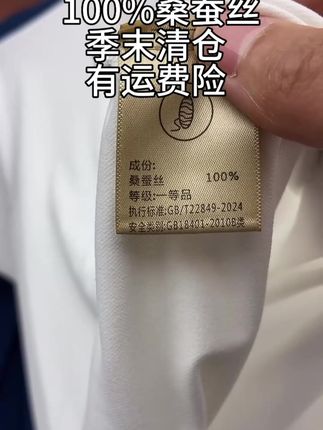 100%桑蚕丝
季末清仓
有运费险
成份:
桑蚕丝 100%
等级:一等品
执行标准:GB/T22849-2024
安全类别:GB18401-2010B类